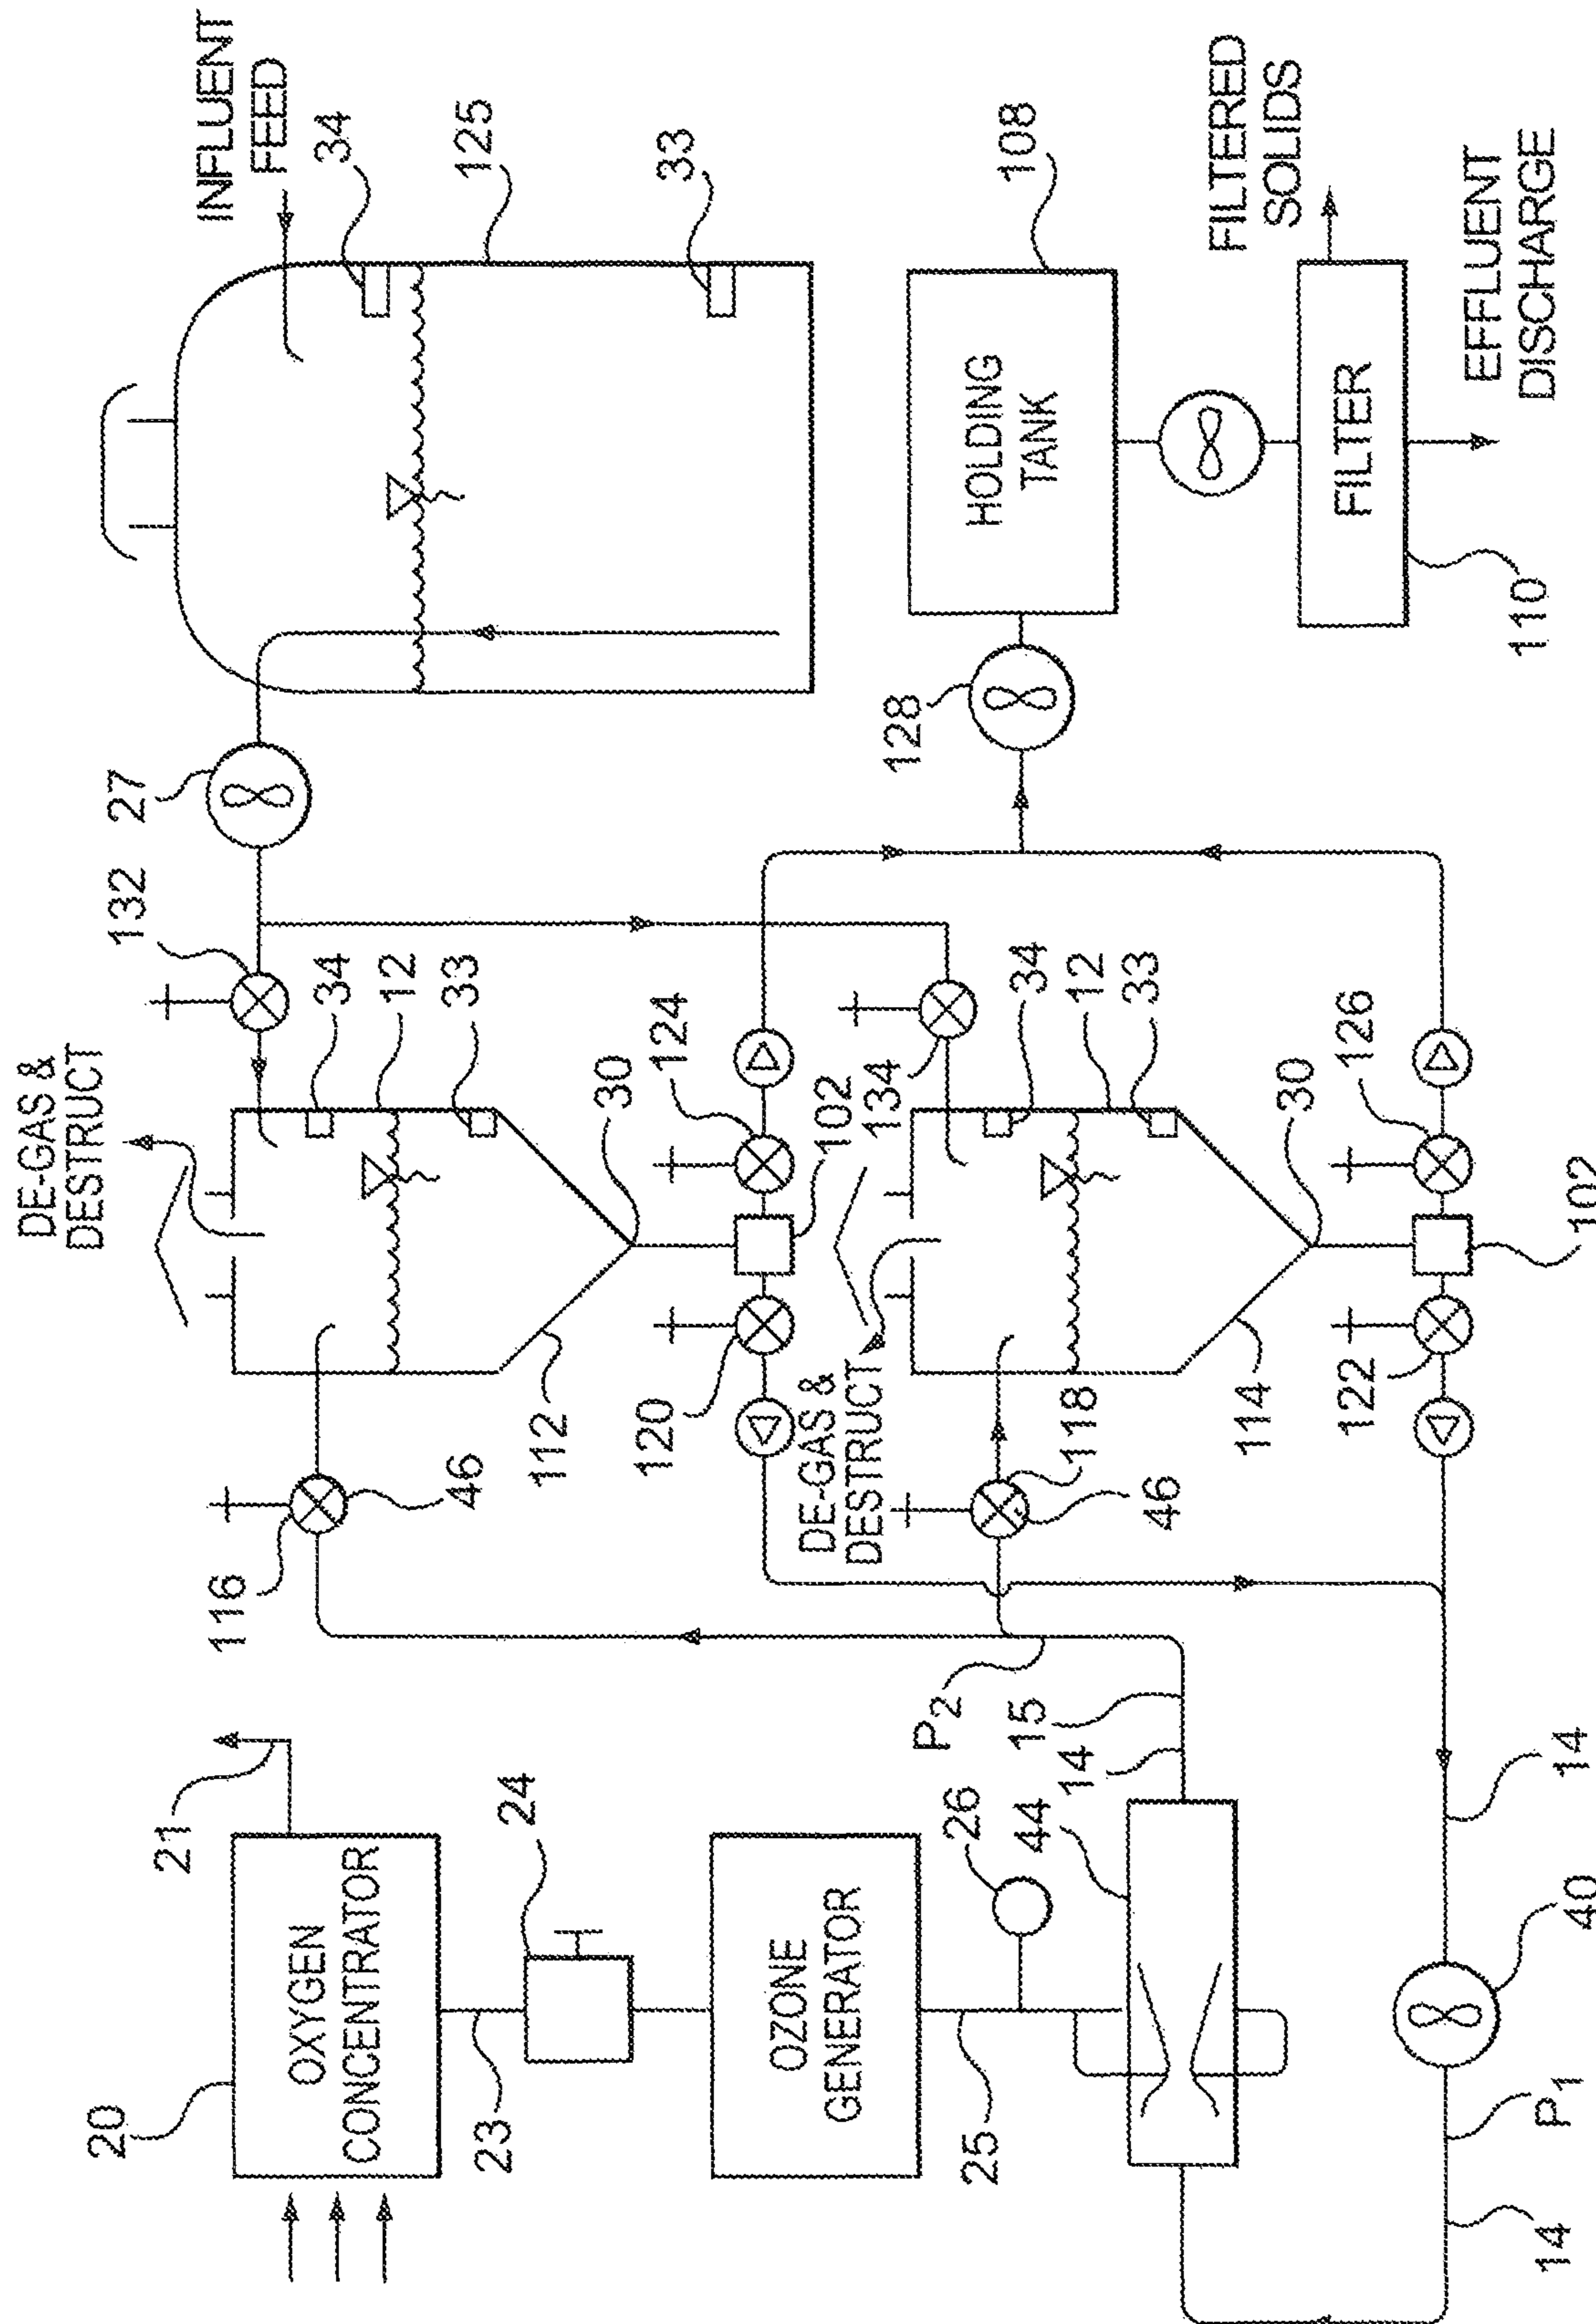 20
OXYGEN
CONCENTRATOR
21
23
24
OZONE
GENERATOR
25
26
44
14
15
P2
14
P1
40
14
116
46
DE-GAS &
DESTRUCT
132
34
12
33
112
30
120
124
102
DE-GAS &
DESTRUCT
118
46
134
34
12
33
114
30
122
126
102
27
INFLUENT
FEED
34
125
33
128
HOLDING
TANK
108
FILTER
110
FILTERED
SOLIDS
EFFLUENT
DISCHARGE